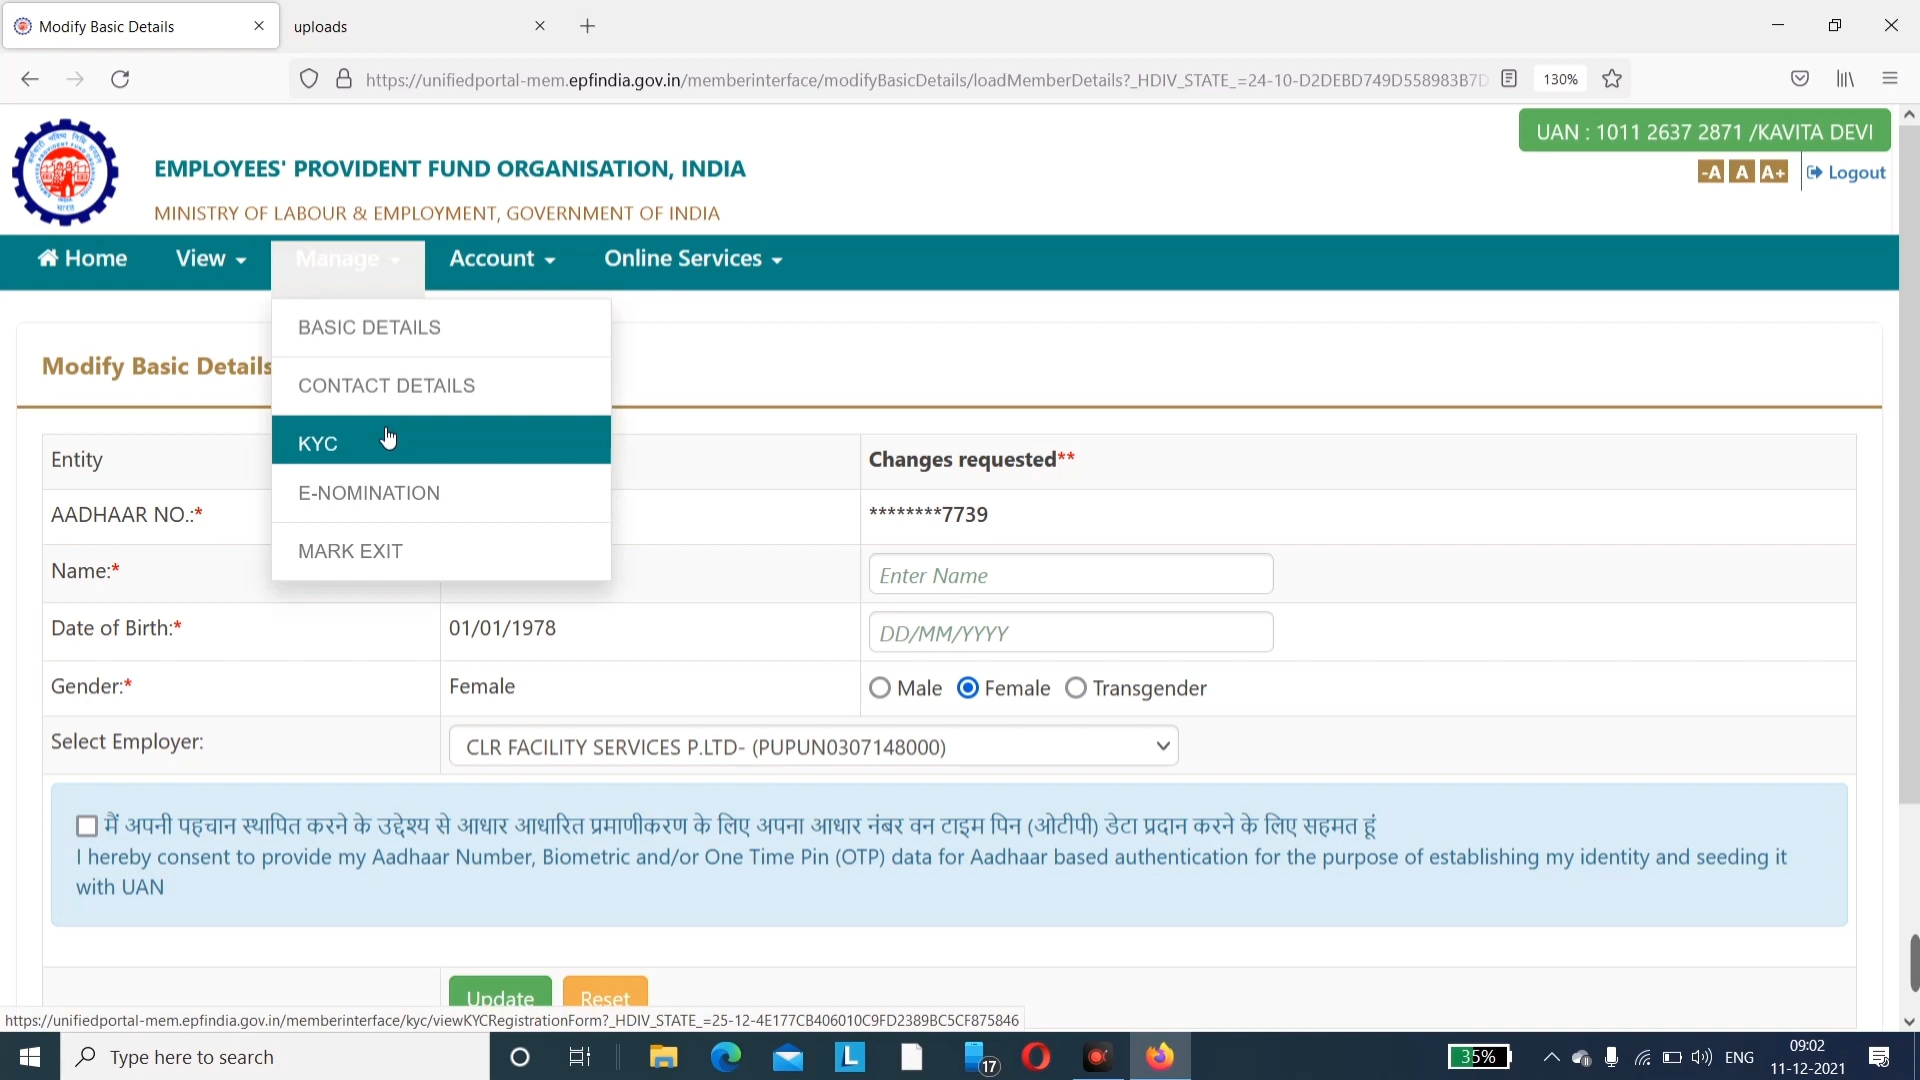 Modify Basic Details
uploads
https://unifiedportal-mem.epfindia.gov.in/memberinterface/modifyBasicDetails/loadMemberDetails?_HDIV_STATE_=24-10-D2DEBD749D558983B7D
130%
UAN : 1011 2637 2871 /KAVITA DEVI
EMPLOYEES' PROVIDENT FUND ORGANISATION, INDIA
-A A A+ Logout
MINISTRY OF LABOUR & EMPLOYMENT, GOVERNMENT OF INDIA
Home View Manage Account Online Services
BASIC DETAILS
Modify Basic Details
CONTACT DETAILS
KYC
Entity Changes requested**
E-NOMINATION
AADHAAR NO.:* ********7739
MARK EXIT
Name:* Enter Name
Date of Birth:* 01/01/1978 DD/MM/YYYY
Gender:* Female Male Female Transgender
Select Employer: CLR FACILITY SERVICES P.LTD- (PUPUN0307148000)
मैं अपनी पहचान स्थापित करने के उद्देश्य से आधार आधारित प्रमाणीकरण के लिए अपना आधार नंबर वन टाइम पिन (ओटीपी) डेटा प्रदान करने के लिए सहमत हूं
I hereby consent to provide my Aadhaar Number, Biometric and/or One Time Pin (OTP) data for Aadhaar based authentication for the purpose of establishing my identity and seeding it
with UAN
Update Reset
https://unifiedportal-mem.epfindia.gov.in/memberinterface/kyc/viewKYCRegistrationForm?_HDIV_STATE_=25-12-4E177CB406010C9FD2389BC5CF875846
Type here to search
L
17
35%
ENG
09:02
11-12-2021